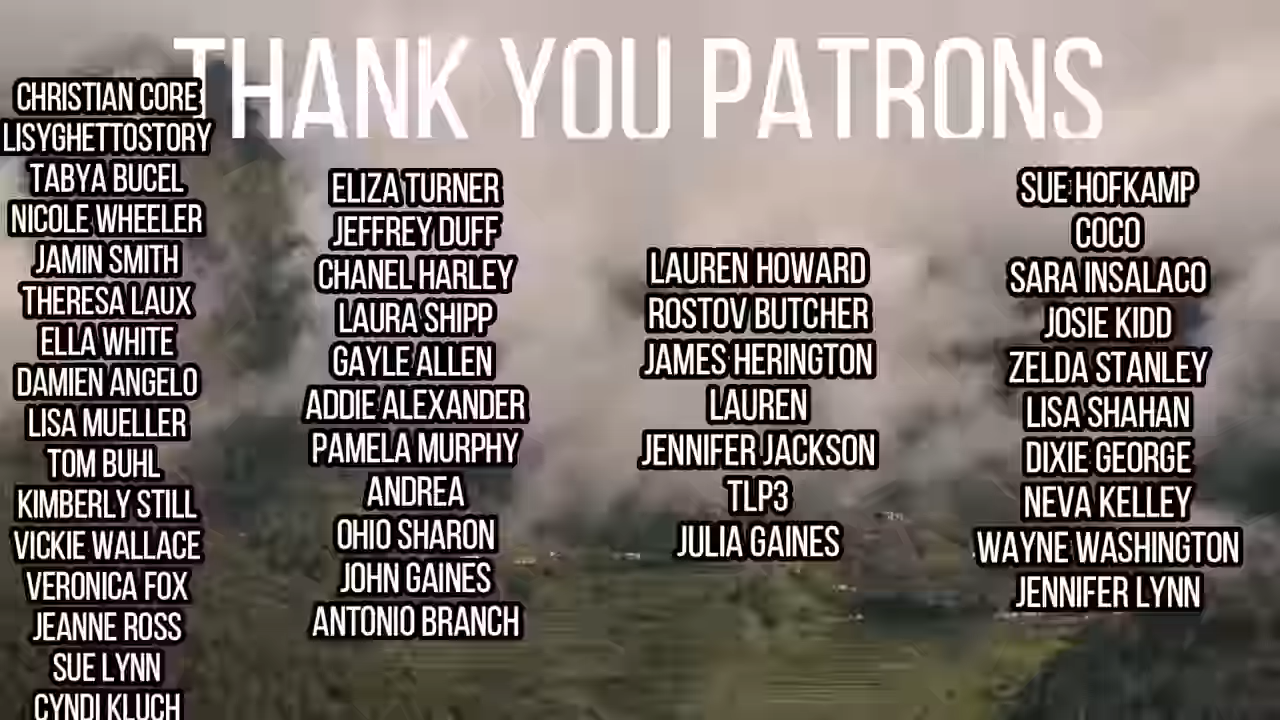 THANK YOU PATRONS
CHRISTIAN CORE
LISYGHETTOSTORY
TABYA BUCEL
NICOLE WHEELER
JAMIN SMITH
THERESA LAUX
ELLA WHITE
DAMIEN ANGELO
LISA MUELLER
TOM BUHL
KIMBERLY STILL
VICKIE WALLACE
VERONICA FOX
JEANNE ROSS
SUE LYNN
CYNDI KLUCH
ELIZA TURNER
JEFFREY DUFF
CHANEL HARLEY
LAURA SHIPP
GAYLE ALLEN
ADDIE ALEXANDER
PAMELA MURPHY
ANDREA
OHIO SHARON
JOHN GAINES
ANTONIO BRANCH
LAUREN HOWARD
ROSTOV BUTCHER
JAMES HERINGTON
LAUREN
JENNIFER JACKSON
TLP3
JULIA GAINES
SUE HOFKAMP
COCO
SARA INSALACO
JOSIE KIDD
ZELDA STANLEY
LISA SHAHAN
DIXIE GEORGE
NEVA KELLEY
WAYNE WASHINGTON
JENNIFER LYNN